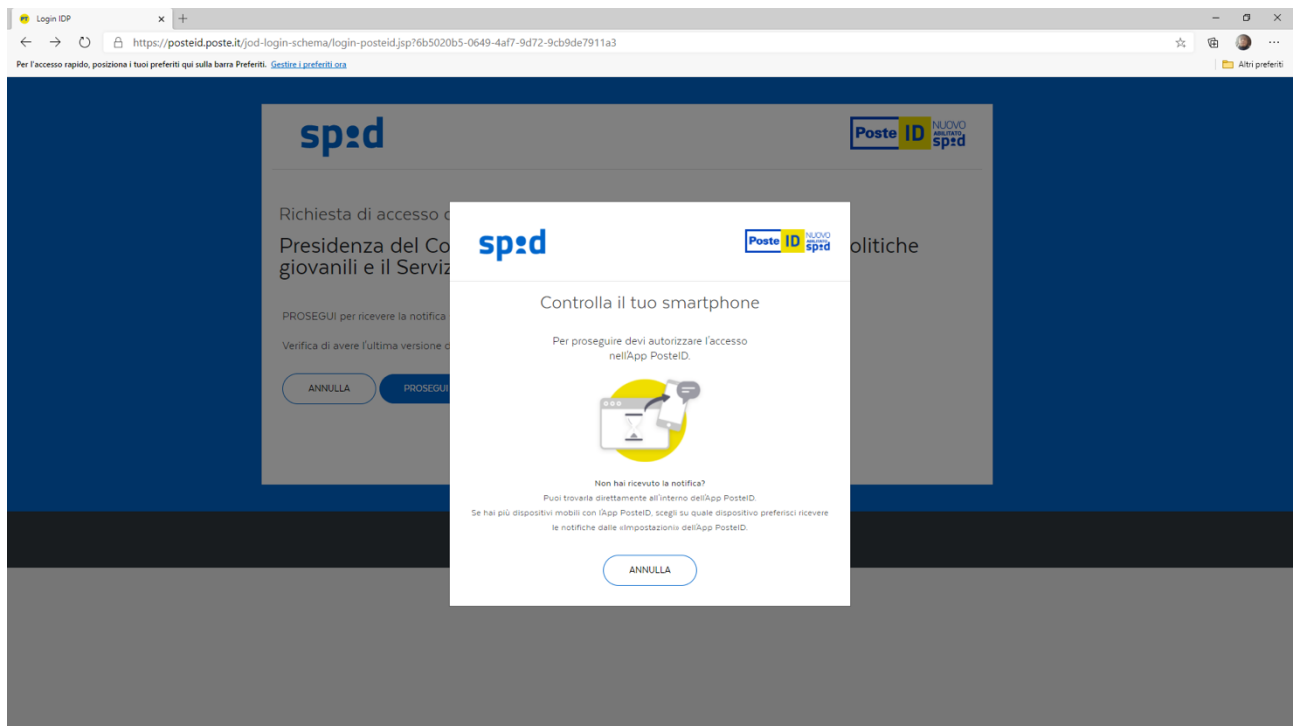 Login IDP
https://posteid.poste.it/jod-login-schema/login-posteid.jsp?6b5020b5-0649-4af7-9d72-9cb9de7911a3
Per l'accesso rapido, posiziona i tuoi preferiti qui sulla barra Preferiti. Gestire i preferiti ora
Altri preferiti
spid
Poste ID NUOVO ABILITATO spid
Richiesta di accesso
Presidenza del Co olitiche
giovanili e il Serviz
PROSEGUI per ricevere la notifica
Verifica di avere l'ultima versione
ANNULLA
PROSEGUI
spid
Poste ID NUOVO ABILITATO spid
Controlla il tuo smartphone
Per proseguire devi autorizzare l'accesso
nell'App PosteID.
Non hai ricevuto la notifica?
Puoi trovarla direttamente all'interno dell'App PosteID.
Se hai più dispositivi mobili con l'App PosteID, scegli su quale dispositivo preferisci ricevere
le notifiche dalle «Impostazioni» dell'App PosteID.
ANNULLA